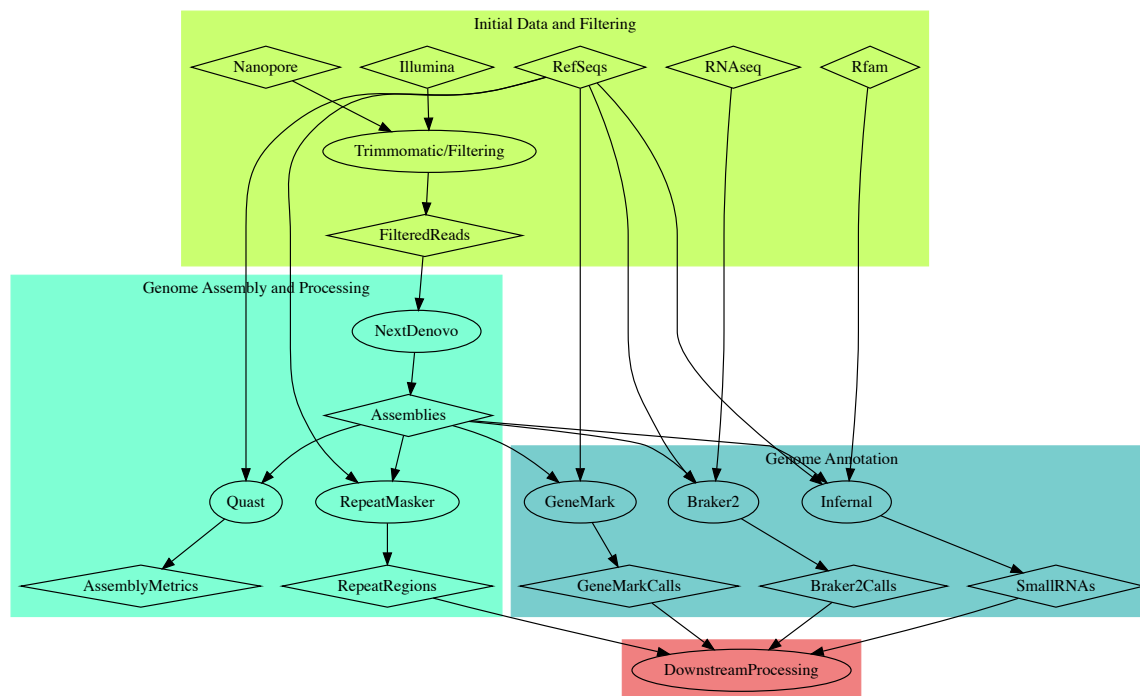 Initial Data and Filtering
Nanopore
Illumina
RefSeqs
RNAseq
Rfam
Trimmomatic/Filtering
FilteredReads
Genome Assembly and Processing
NextDenovo
Assemblies
Genome Annotation
Quast
RepeatMasker
GeneMark
Braker2
Infernal
AssemblyMetrics
RepeatRegions
GeneMarkCalls
Braker2Calls
SmallRNAs
DownstreamProcessing